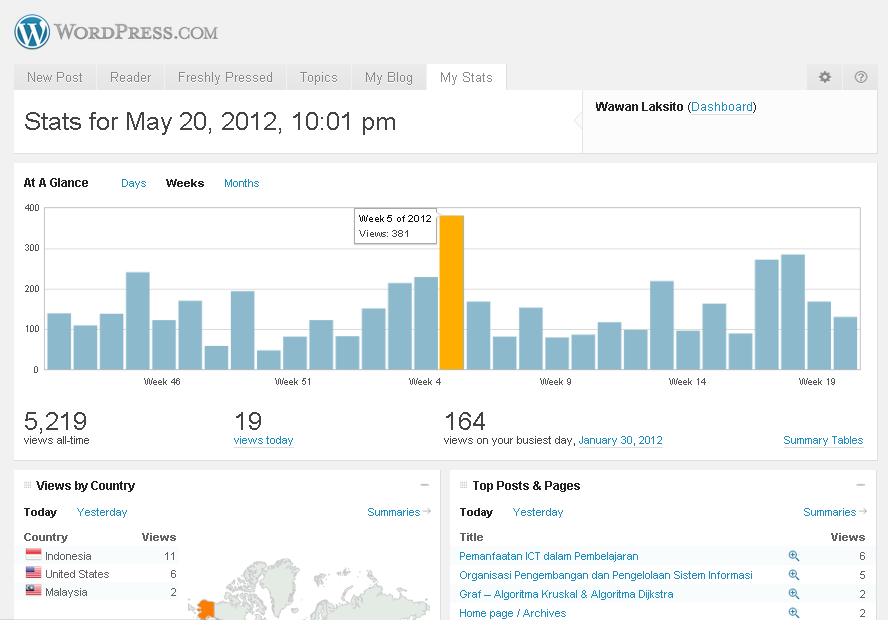 WORDPRESS.COM
New Post Reader Freshly Pressed Topics My Blog My Stats
Stats for May 20, 2012, 10:01 pm
Wawan Laksito (Dashboard)
At A Glance Days Weeks Months
400
Week 5 of 2012
Views: 381
300
200
100
0
Week 46 Week 51 Week 4 Week 9 Week 14 Week 19
5,219 19 164
views all-time views today views on your busiest day, January 30, 2012 Summary Tables
Views by Country
Today Yesterday Summaries→
Country Views
Indonesia 11
United States 6
Malaysia 2
Top Posts & Pages
Today Yesterday Summaries→
Title Views
Pemanfaatan ICT dalam Pembelajaran 6
Organisasi Pengembangan dan Pengelolaan Sistem Informasi 5
Graf – Algoritma Kruskal & Algoritma Dijkstra 2
Home page / Archives 2